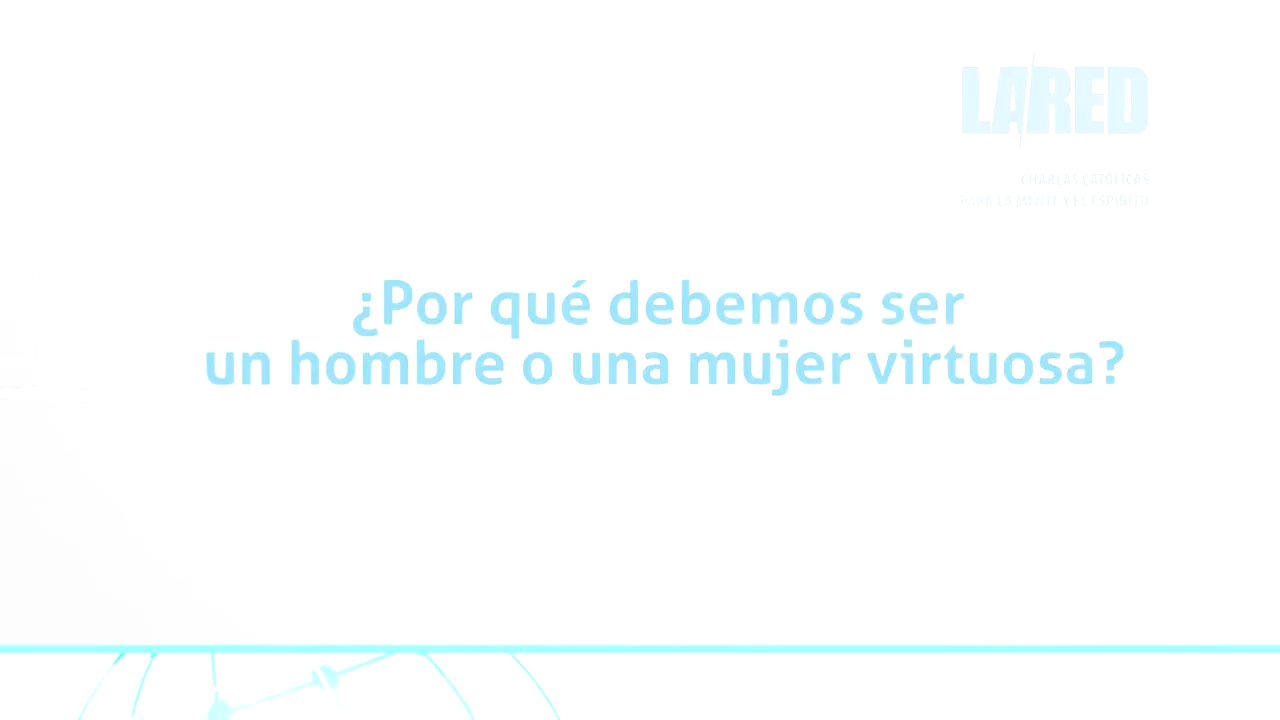 LARED
CHARLAS CATÓLICAS
PARA LA MENTE Y EL ESPÍRITU
¿Por qué debemos ser
un hombre o una mujer virtuosa?